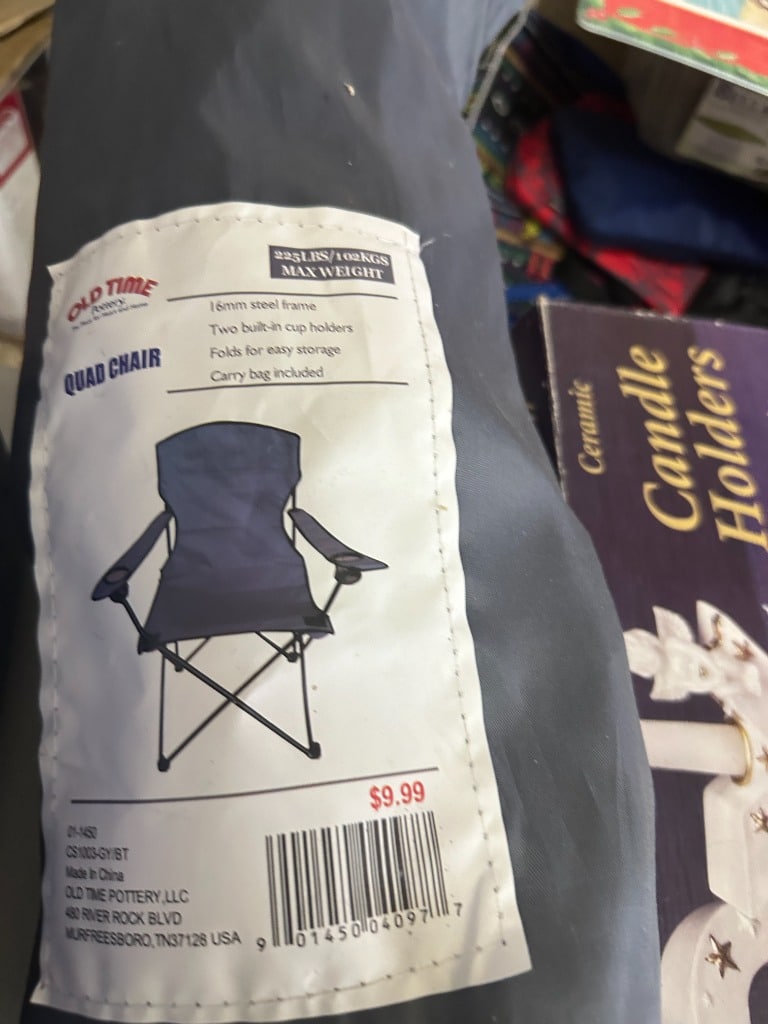 225LBS/102KGS
MAX WEIGHT
OLD TIME
Pottery
QUAD CHAIR
16mm steel frame
Two built-in cup holders
Folds for easy storage
Carry bag included
$9.99
01-1450
CS1003-GY/BT
Made In China
OLD TIME POTTERY,LLC
480 RIVER ROCK BLVD
MURFREESBORO,TN37128 USA
9 01450 04097 7
Ceramic
Candle
Holders